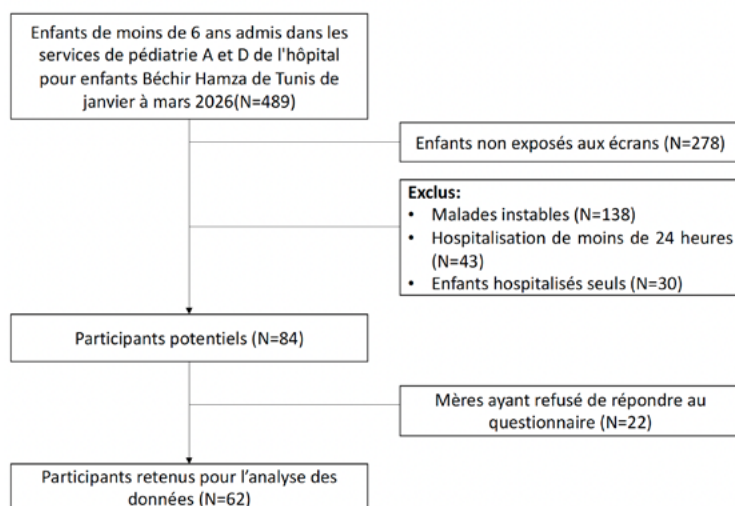 Enfants de moins de 6 ans admis dans les
services de pédiatrie A et D de l'hôpital
pour enfants Béchir Hamza de Tunis de
janvier à mars 2026(N=489)
Enfants non exposés aux écrans (N=278)
Exclus:
• Malades instables (N=138)
• Hospitalisation de moins de 24 heures
(N=43)
• Enfants hospitalisés seuls (N=30)
Participants potentiels (N=84)
Mères ayant refusé de répondre au
questionnaire (N=22)
Participants retenus pour l’analyse des
données (N=62)